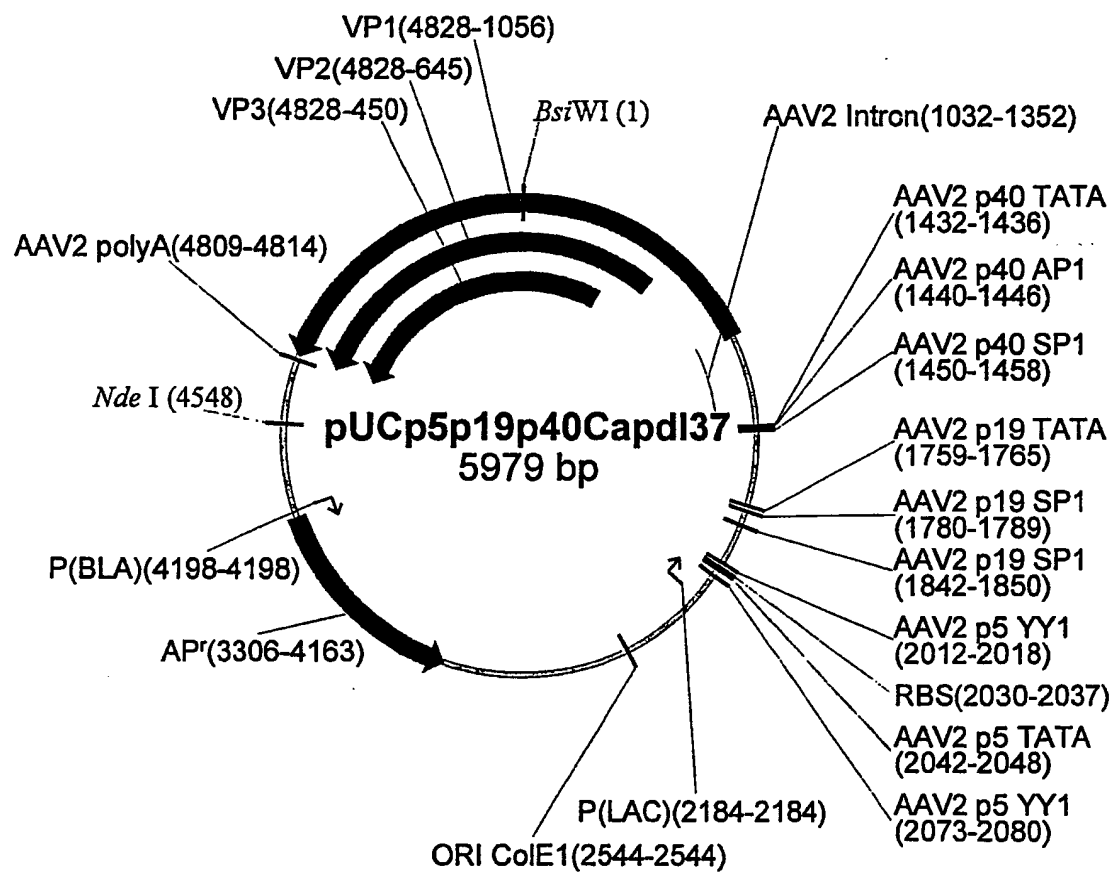 VP1(4828-1056)
VP2(4828-645)
VP3(4828-450)
BsiWI (1)
AAV2 Intron(1032-1352)
AAV2 p40 TATA
(1432-1436)
AAV2 p40 AP1
(1440-1446)
AAV2 p40 SP1
(1450-1458)
AAV2 p19 TATA
(1759-1765)
AAV2 p19 SP1
(1780-1789)
AAV2 p19 SP1
(1842-1850)
AAV2 p5 YY1
(2012-2018)
RBS(2030-2037)
AAV2 p5 TATA
(2042-2048)
AAV2 p5 YY1
(2073-2080)
AAV2 polyA(4809-4814)
Nde I (4548)
pUCp5p19p40Capdl37
5979 bp
P(BLA)(4198-4198)
APr(3306-4163)
P(LAC)(2184-2184)
ORI ColE1(2544-2544)